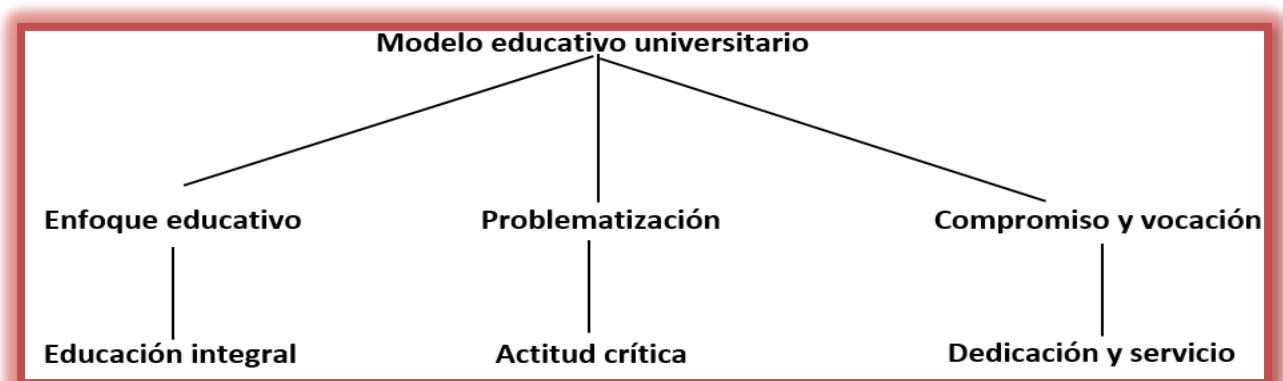 Modelo educativo universitario
Enfoque educativo
Problematización
Compromiso y vocación
Educación integral
Actitud crítica
Dedicación y servicio